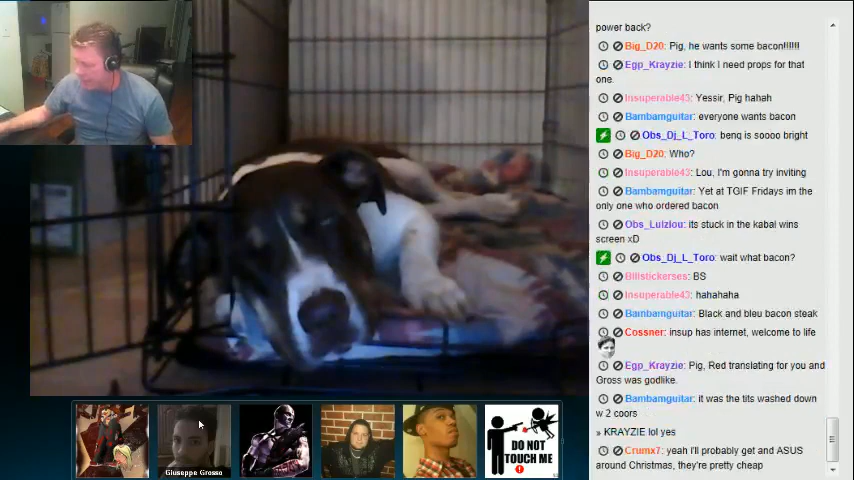 power back?
Big_D20: Pig, he wants some bacon!!!!!!!
Egp_Krayzie: I think I need props for that
one.
Insuperable43: Yessir, Pig hahah
Bambamguitar: everyone wants bacon
Obs_Dj_L_Toro: benq is soooo bright
Big_D20: Who?
Insuperable43: Lou, I'm gonna try inviting
Bambamguitar: Yet at TGIF Fridays im the
only one who ordered bacon
Obs_Luizlou: its stuck in the kabal wins
screen xD
Obs_Dj_L_Toro: wait what bacon?
Billstickerses: BS
Insuperable43: hahahaha
Bambamguitar: Black and bleu bacon steak
Cossner: insup has internet, welcome to life
Egp_Krayzie: Pig, Red translating for you and
Gross was godlike.
Bambamguitar: it was the tits washed down
w 2 coors
» KRAYZIE lol yes
Crumx7: yeah I'll probably get and ASUS
around Christmas, they're pretty cheap
Giuseppe Grosso
DO NOT
TOUCH ME